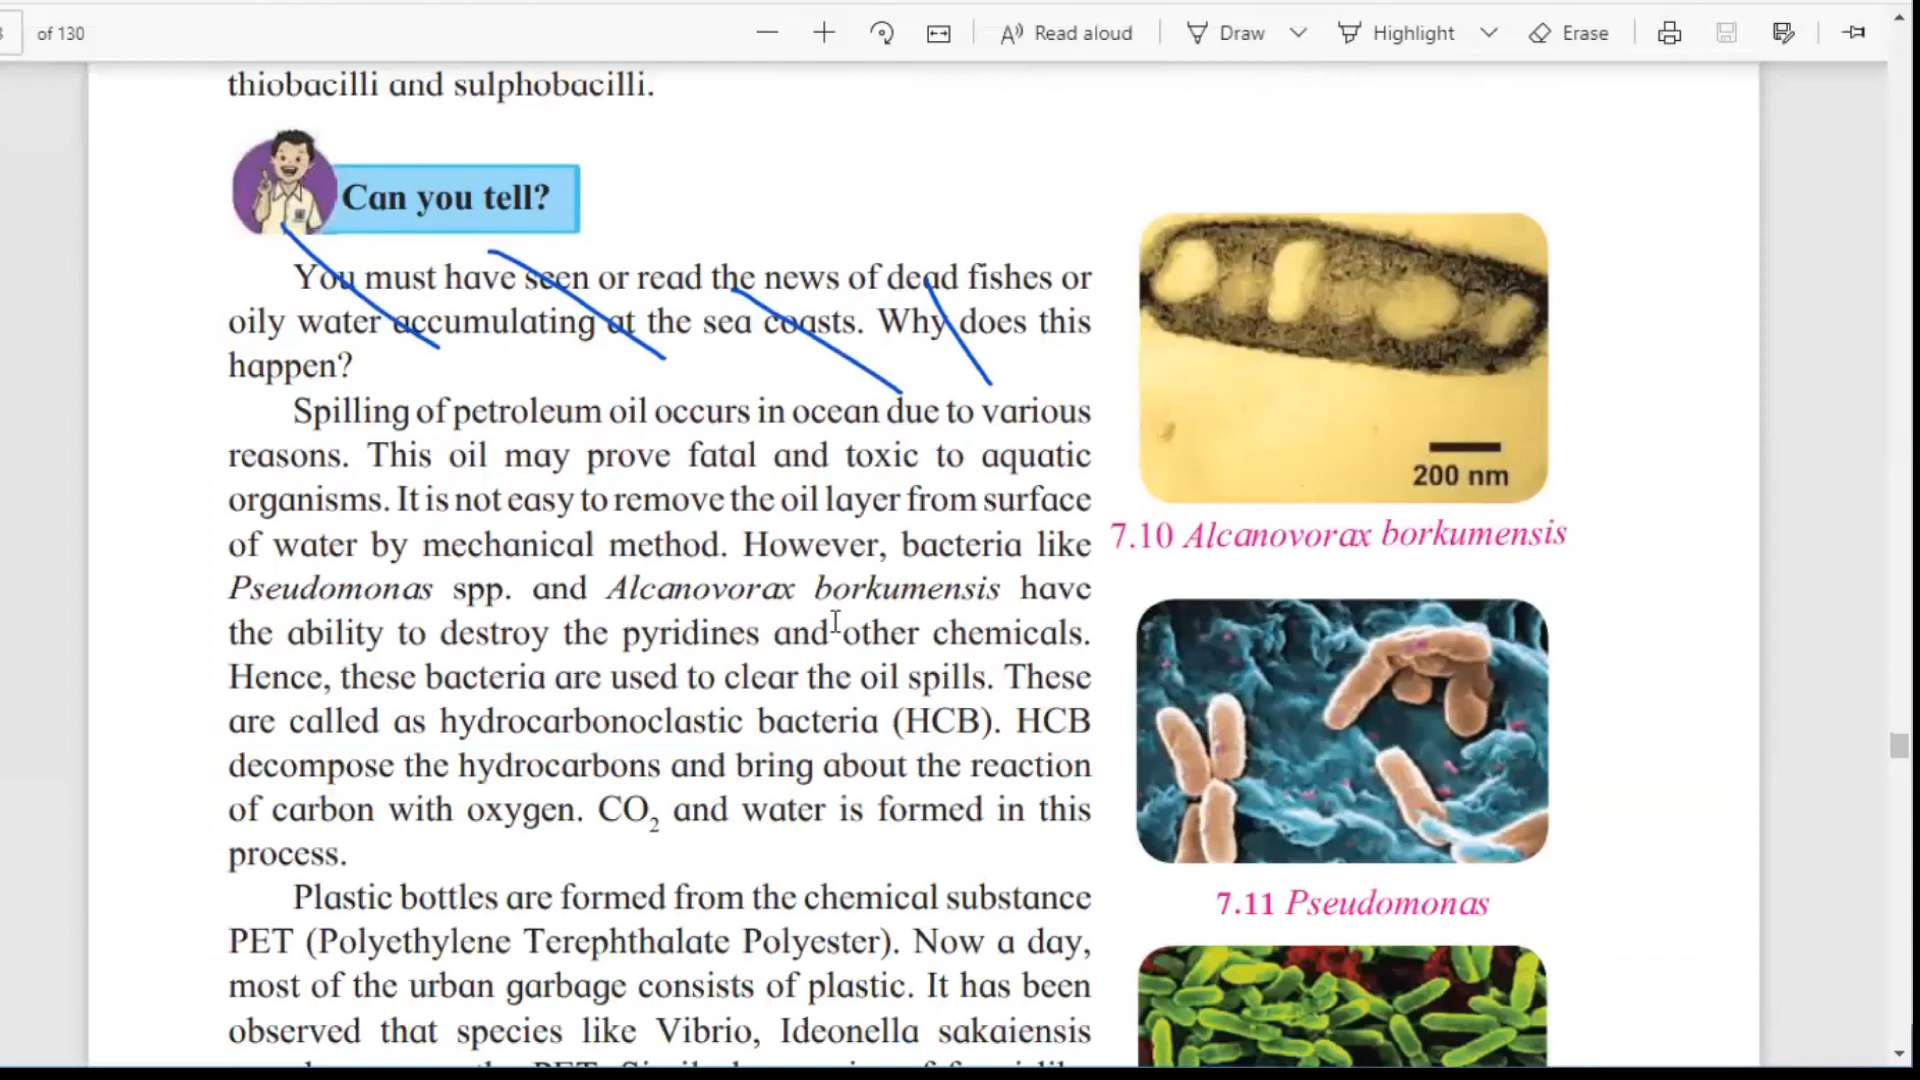 of 130
Read aloud
Draw
Highlight
Erase
thiobacilli and sulphobacilli.
Can you tell?
You must have seen or read the news of dead fishes or
oily water accumulating at the sea coasts. Why does this
happen?
Spilling of petroleum oil occurs in ocean due to various
reasons. This oil may prove fatal and toxic to aquatic
organisms. It is not easy to remove the oil layer from surface
of water by mechanical method. However, bacteria like
Pseudomonas spp. and Alcanovorax borkumensis have
the ability to destroy the pyridines and other chemicals.
Hence, these bacteria are used to clear the oil spills. These
are called as hydrocarbonoclastic bacteria (HCB). HCB
decompose the hydrocarbons and bring about the reaction
of carbon with oxygen. CO₂ and water is formed in this
process.
Plastic bottles are formed from the chemical substance
PET (Polyethylene Terephthalate Polyester). Now a day,
most of the urban garbage consists of plastic. It has been
observed that species like Vibrio, Ideonella sakaiensis
200 nm
7.10 Alcanovorax borkumensis
7.11 Pseudomonas